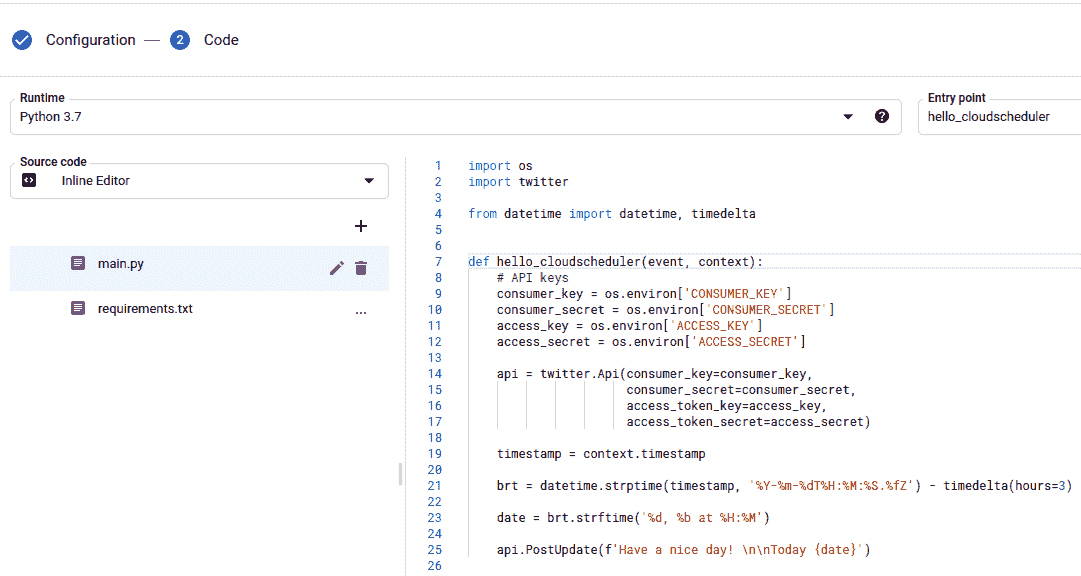 Configuration — 2 Code
Runtime
Python 3.7
?
Entry point
hello_cloudscheduler
Source code
<> Inline Editor
+
main.py
requirements.txt
...
1 import os
2 import twitter
3
4 from datetime import datetime, timedelta
5
6
7 def hello_cloudscheduler(event, context):
8     # API keys
9     consumer_key = os.environ['CONSUMER_KEY']
10     consumer_secret = os.environ['CONSUMER_SECRET']
11     access_key = os.environ['ACCESS_KEY']
12     access_secret = os.environ['ACCESS_SECRET']
13
14     api = twitter.Api(consumer_key=consumer_key,
15                       consumer_secret=consumer_secret,
16                       access_token_key=access_key,
17                       access_token_secret=access_secret)
18
19     timestamp = context.timestamp
20
21     brt = datetime.strptime(timestamp, '%Y-%m-%dT%H:%M:%S.%fZ') - timedelta(hours=3)
22
23     date = brt.strftime('%d, %b at %H:%M')
24
25     api.PostUpdate(f'Have a nice day! \n\nToday {date}')
26